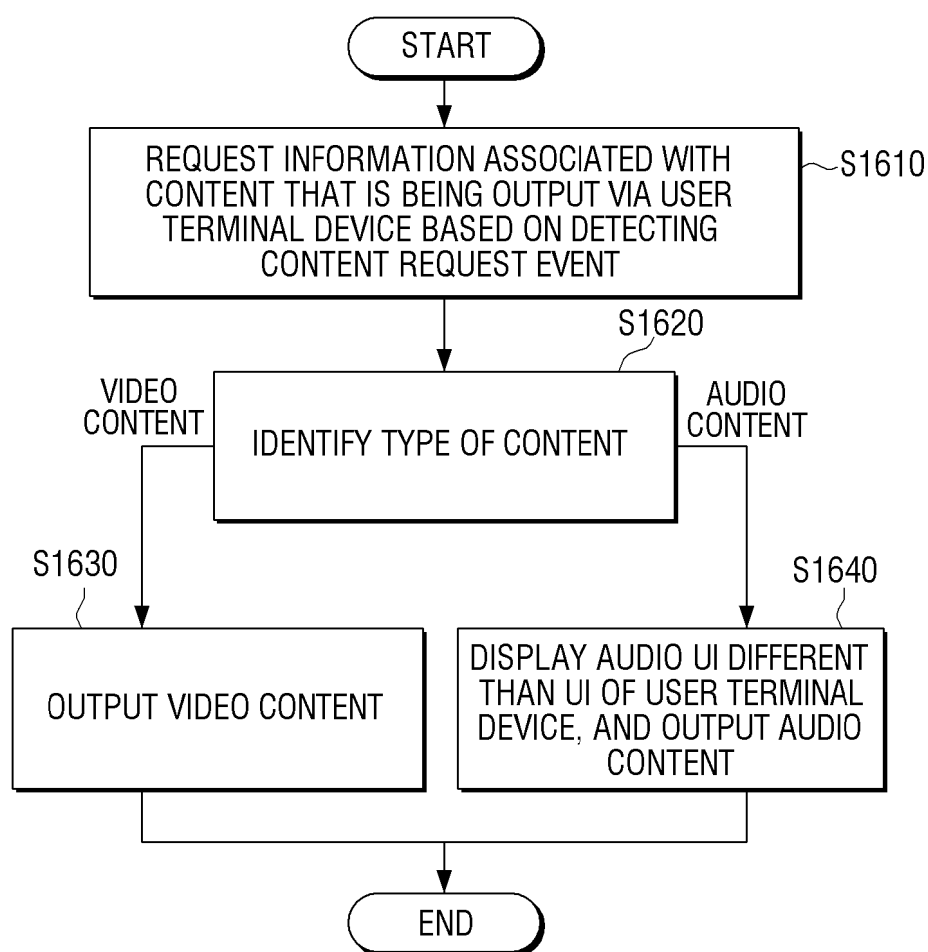 START
REQUEST INFORMATION ASSOCIATED WITH
CONTENT THAT IS BEING OUTPUT VIA USER
TERMINAL DEVICE BASED ON DETECTING
CONTENT REQUEST EVENT
S1610
S1620
VIDEO
CONTENT
IDENTIFY TYPE OF CONTENT
AUDIO
CONTENT
S1630
OUTPUT VIDEO CONTENT
S1640
DISPLAY AUDIO UI DIFFERENT
THAN UI OF USER TERMINAL
DEVICE, AND OUTPUT AUDIO
CONTENT
END